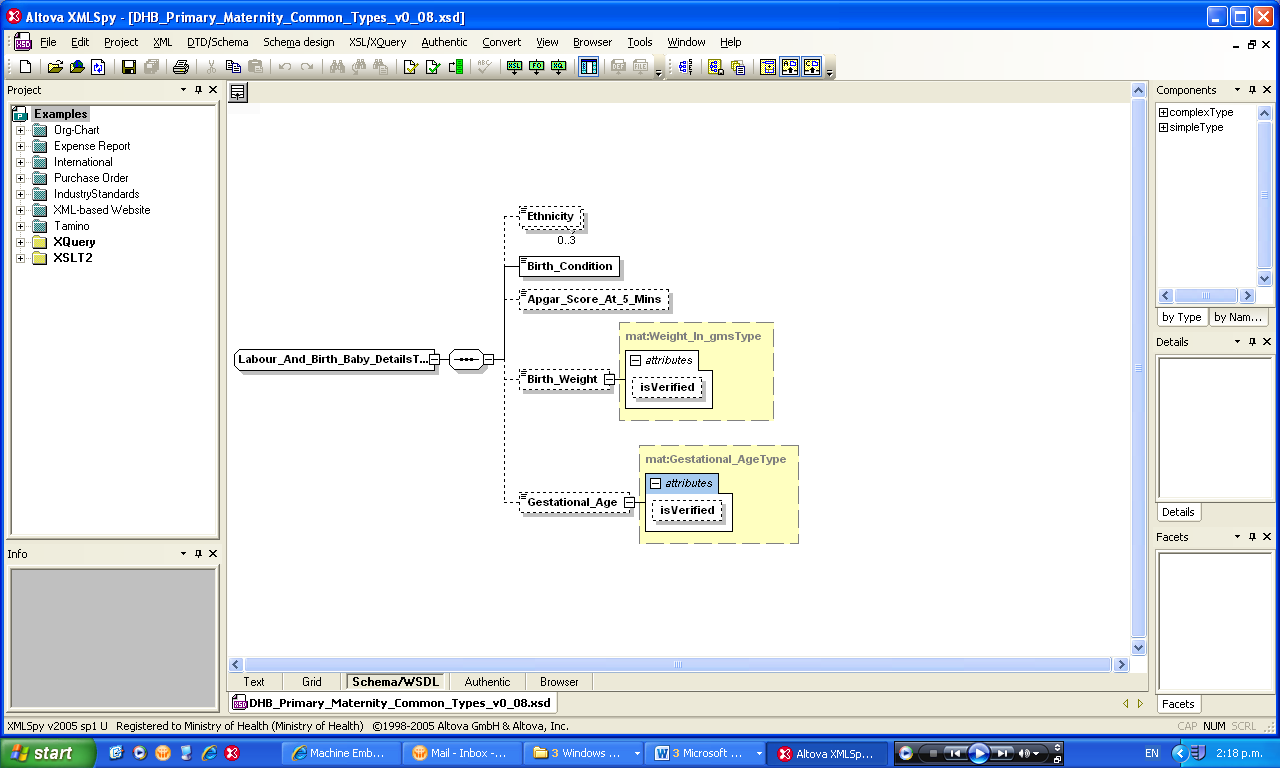 Altova XMLSpy - [DHB_Primary_Maternity_Common_Types_v0_08.xsd]
File Edit Project XML DTD/Schema Schema design XSL/XQuery Authentic Convert View Browser Tools Window Help
Project
Examples
Org-Chart
Expense Report
International
Purchase Order
IndustryStandards
XML-based Website
Tamino
XQuery
XSLT2
Info
Ethnicity
0..3
Birth_Condition
Apgar_Score_At_5_Mins
mat:Weight_In_gmsType
attributes
Labour_And_Birth_Baby_DetailsT...
Birth_Weight
isVerified
mat:Gestational_AgeType
attributes
Gestational_Age
isVerified
Components
complexType
simpleType
by Type by Nam...
Details
Details
Facets
Facets
Text Grid Schema/WSDL Authentic Browser
DHB_Primary_Maternity_Common_Types_v0_08.xsd
XMLSpy v2005 sp1 U Registered to Ministry of Health (Ministry of Health) ©1998-2005 Altova GmbH & Altova, Inc.
CAP NUM SCRL
start
Machine Emb...
Mail - Inbox -...
3 Windows ...
3 Microsoft ...
Altova XMLSp...
EN
2:18 p.m.